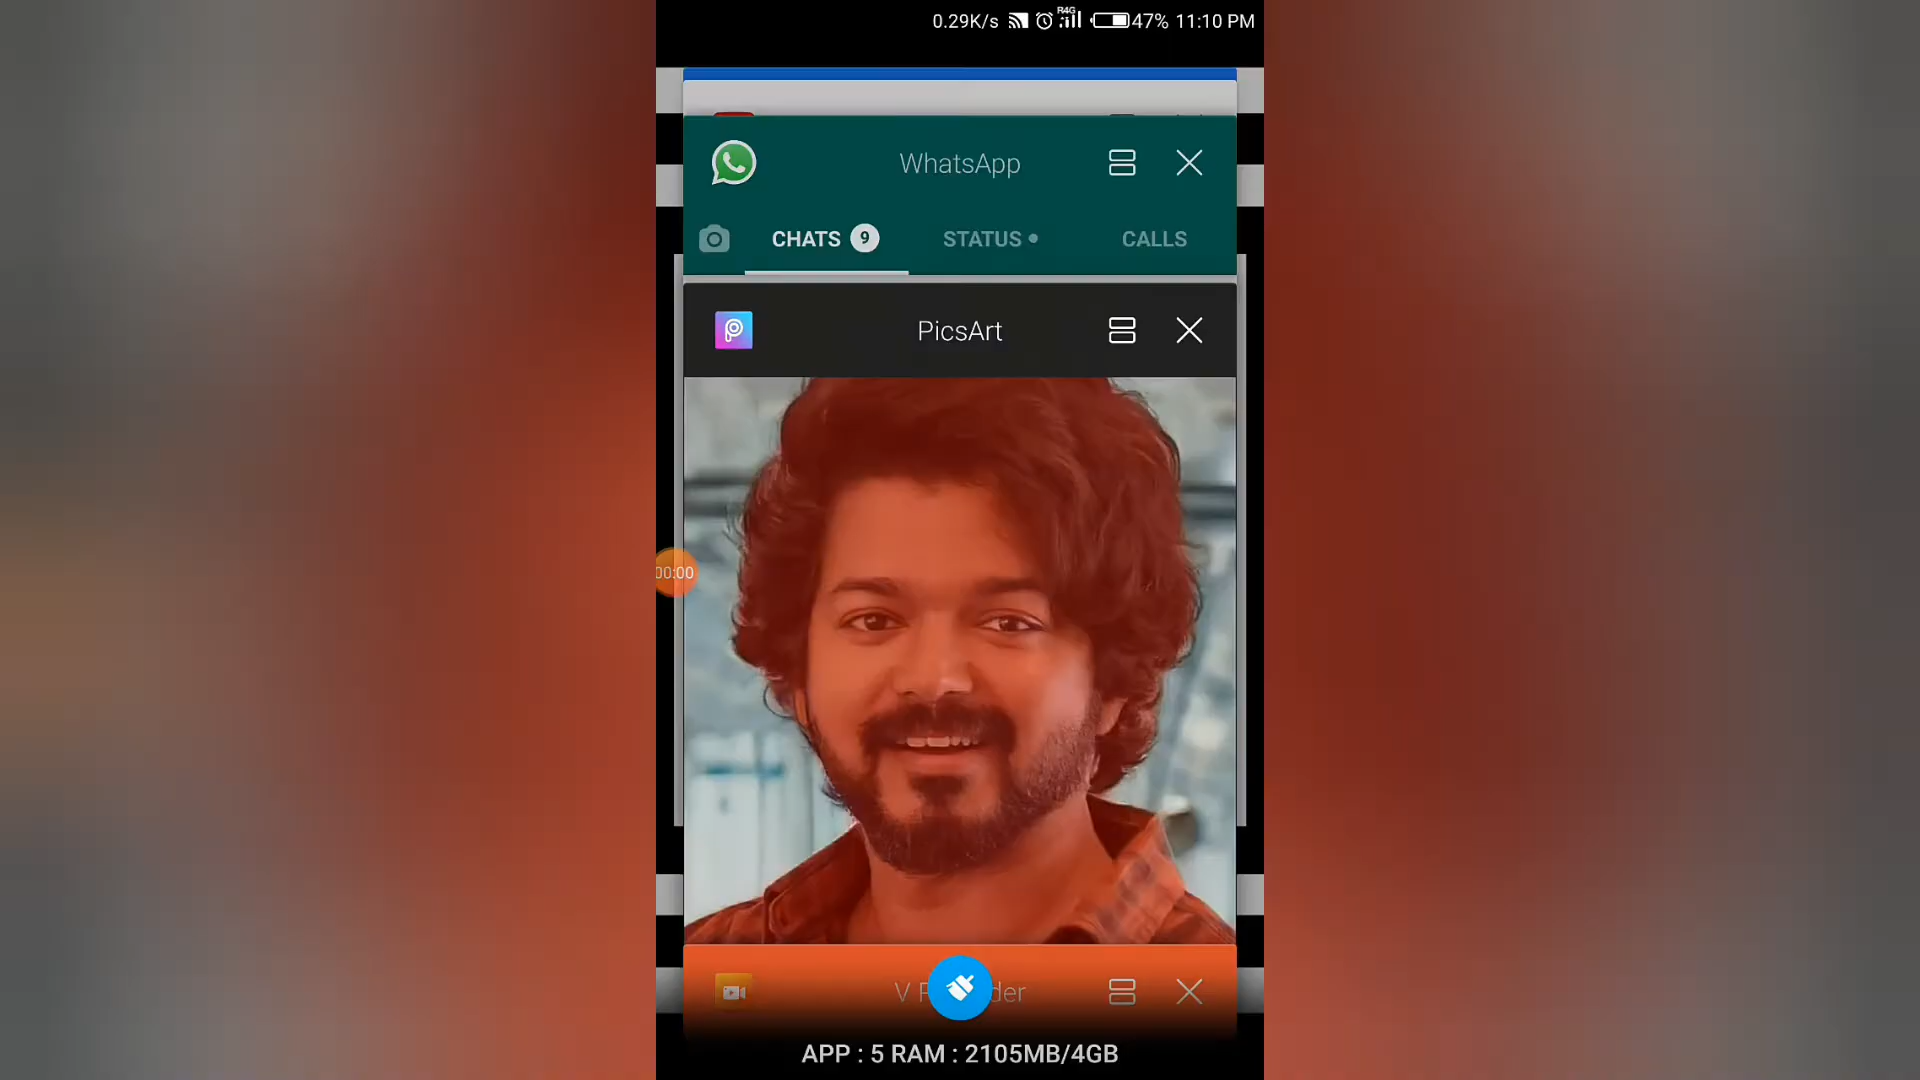 0.29K/s R4G 47% 11:10 PM
WhatsApp
CHATS 9 STATUS CALLS
PicsArt
00:00
APP : 5 RAM : 2105MB/4GB